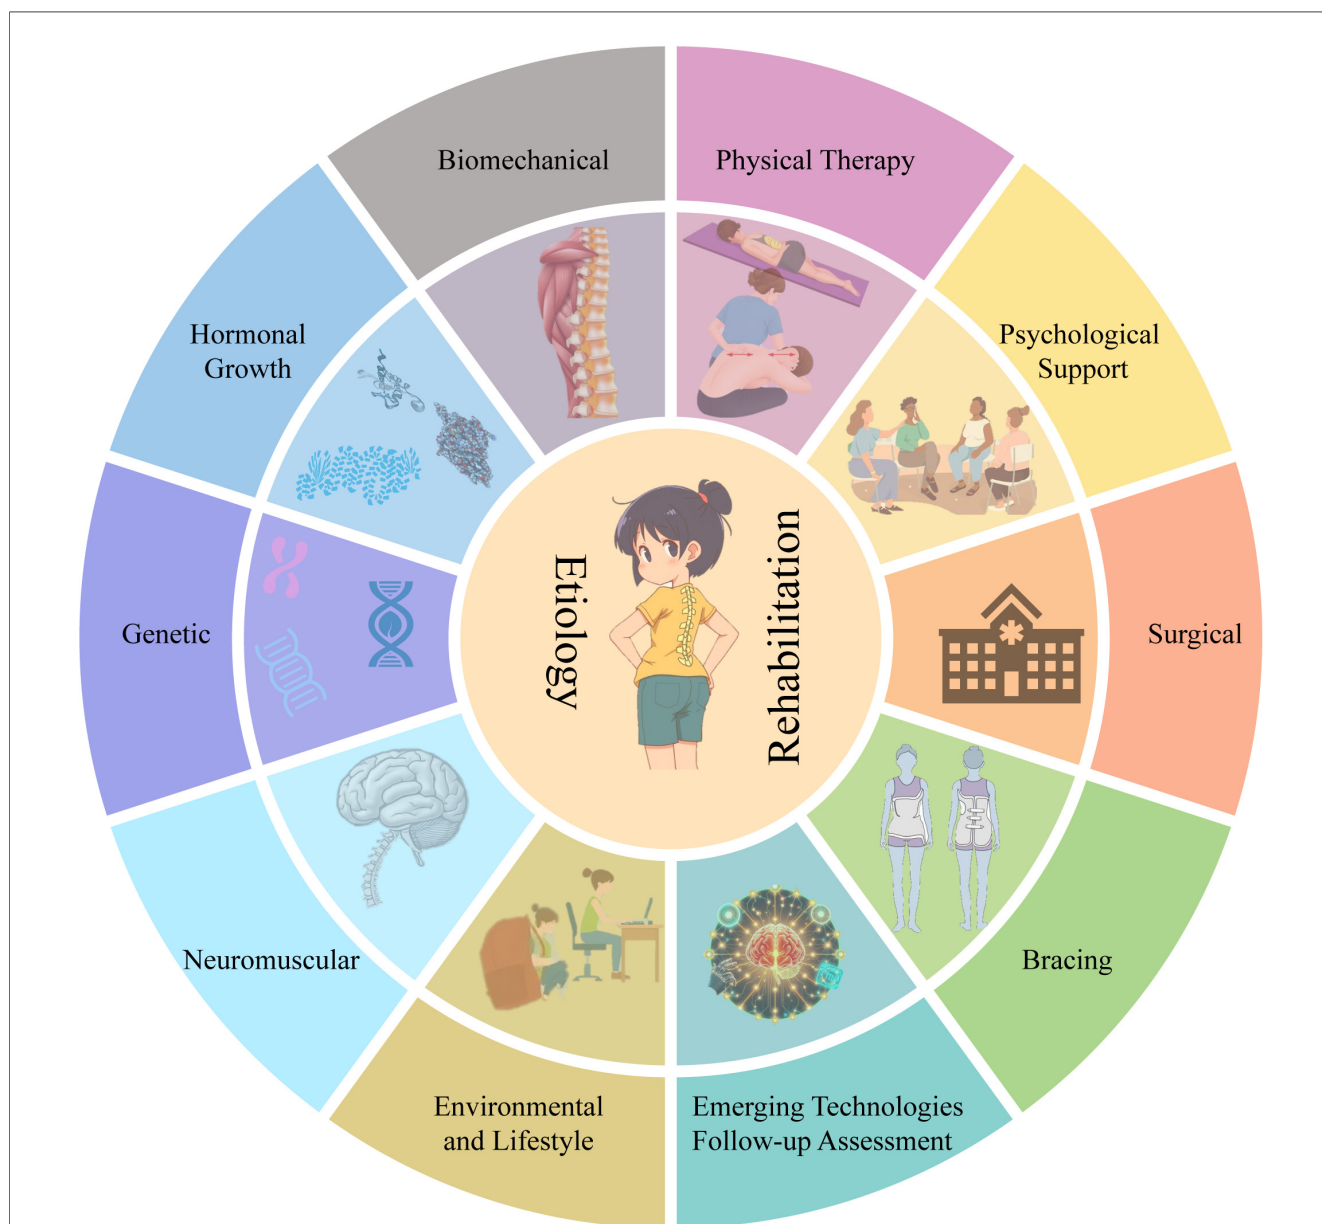 Biomechanical
Physical Therapy
Hormonal
Growth
Psychological
Support
Etiology
Rehabilitation
Genetic
Surgical
Neuromuscular
Bracing
Environmental
and Lifestyle
Emerging Technologies
Follow-up Assessment